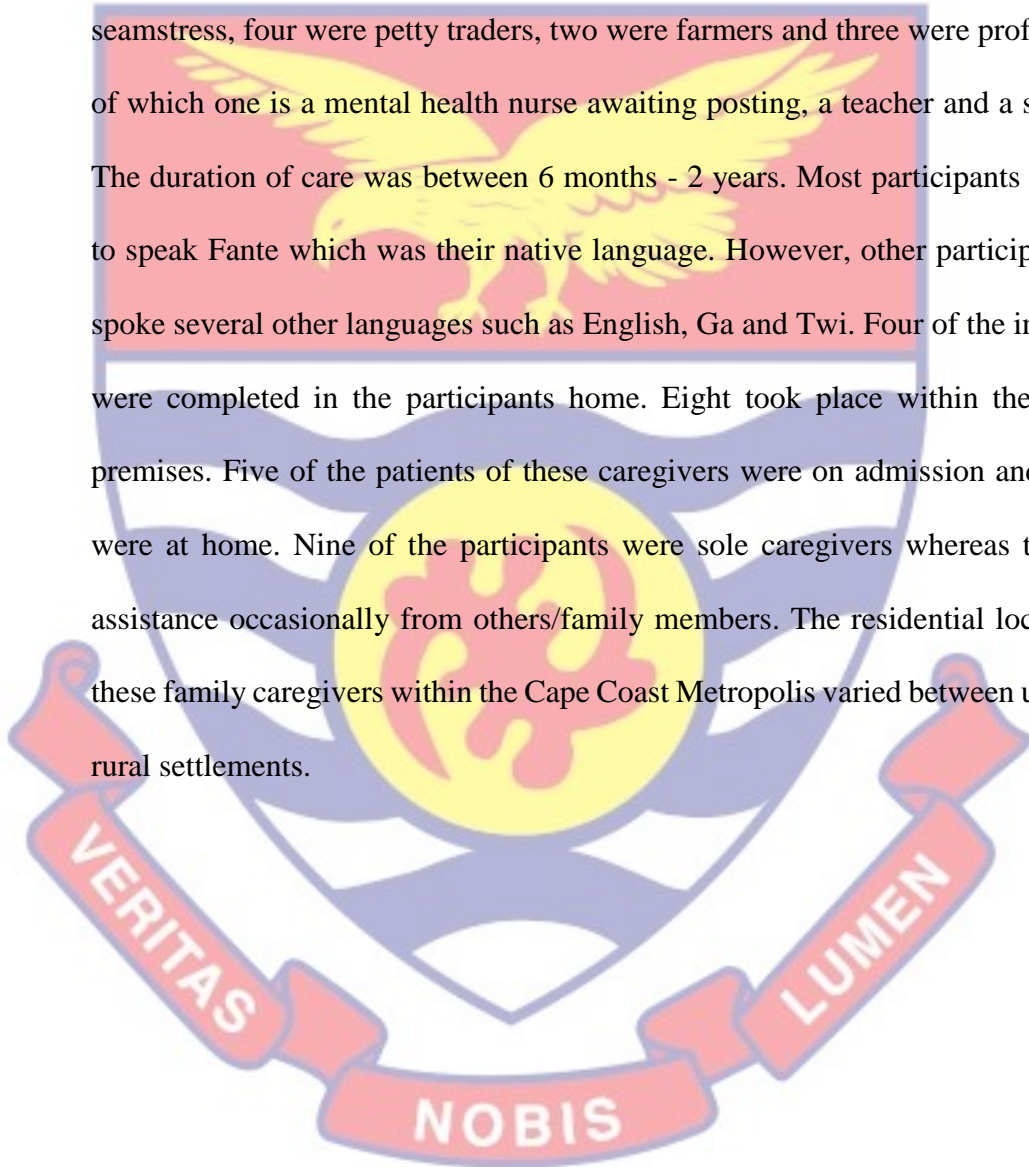 seamstress, four were petty traders, two were farmers and three were prof
of which one is a mental health nurse awaiting posting, a teacher and a s
The duration of care was between 6 months - 2 years. Most participants
to speak Fante which was their native language. However, other particip
spoke several other languages such as English, Ga and Twi. Four of the in
were completed in the participants home. Eight took place within the
premises. Five of the patients of these caregivers were on admission and
were at home. Nine of the participants were sole caregivers whereas t
assistance occasionally from others/family members. The residential loc
these family caregivers within the Cape Coast Metropolis varied between u
rural settlements.
VERITAS
NOBIS
LUMEN